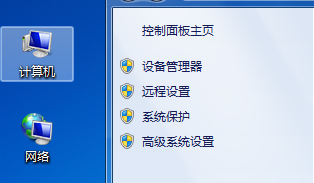 计算机
网络
控制面板主页
设备管理器
远程设置
系统保护
高级系统设置